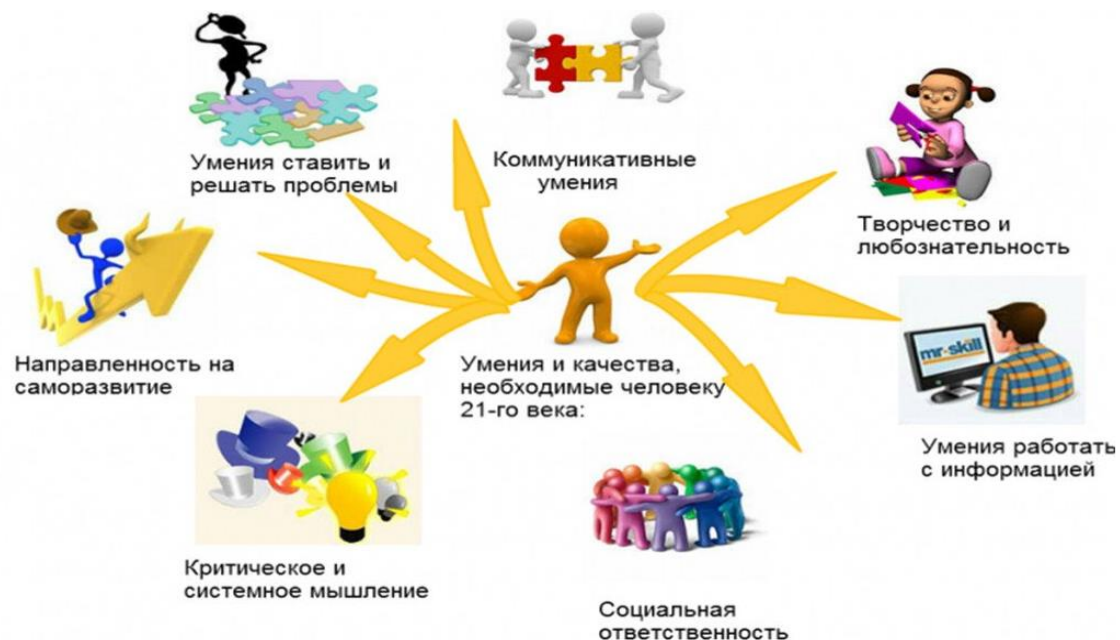 Умения ставить и
решать проблемы
Коммуникативные
умения
Творчество и
любознательность
Направленность на
саморазвитие
Умения и качества,
необходимые человеку
21-го века:
mr-skill
Умения работать
с информацией
Критическое и
системное мышление
Социальная
ответственность